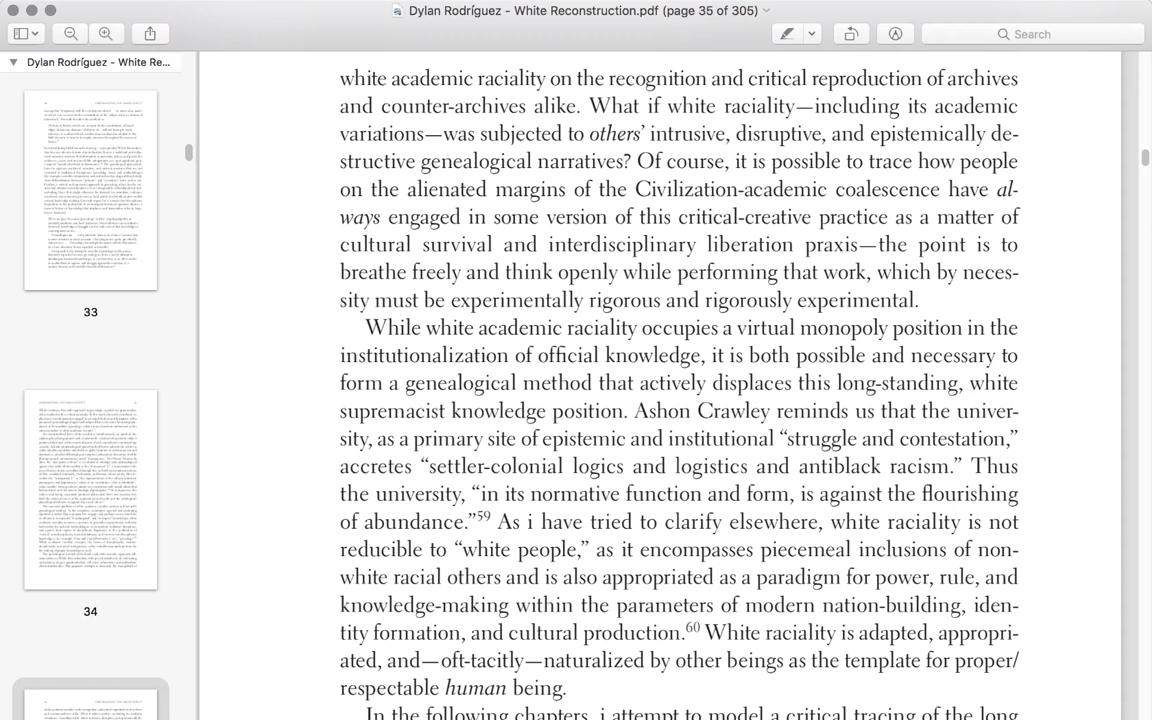 Dylan Rodríguez - White Reconstruction.pdf (page 35 of 305)
Search
Dylan Rodríguez - White Re...
33
34
white academic raciality on the recognition and critical reproduction of archives
and counter-archives alike. What if white raciality—including its academic
variations—was subjected to others’ intrusive, disruptive, and epistemically de-
structive genealogical narratives? Of course, it is possible to trace how people
on the alienated margins of the Civilization-academic coalescence have al-
ways engaged in some version of this critical-creative practice as a matter of
cultural survival and interdisciplinary liberation praxis—the point is to
breathe freely and think openly while performing that work, which by neces-
sity must be experimentally rigorous and rigorously experimental.
While white academic raciality occupies a virtual monopoly position in the
institutionalization of official knowledge, it is both possible and necessary to
form a genealogical method that actively displaces this long-standing, white
supremacist knowledge position. Ashon Crawley reminds us that the univer-
sity, as a primary site of epistemic and institutional “struggle and contestation,”
accretes “settler-colonial logics and logistics and antiblack racism.” Thus
the university, “in its normative function and form, is against the flourishing
of abundance.”59 As i have tried to clarify elsewhere, white raciality is not
reducible to “white people,” as it encompasses piecemeal inclusions of non-
white racial others and is also appropriated as a paradigm for power, rule, and
knowledge-making within the parameters of modern nation-building, iden-
tity formation, and cultural production.60 White raciality is adapted, appropri-
ated, and—oft-tacitly—naturalized by other beings as the template for proper/
respectable human being.
In the following chapters, i attempt to model a critical tracing of the long